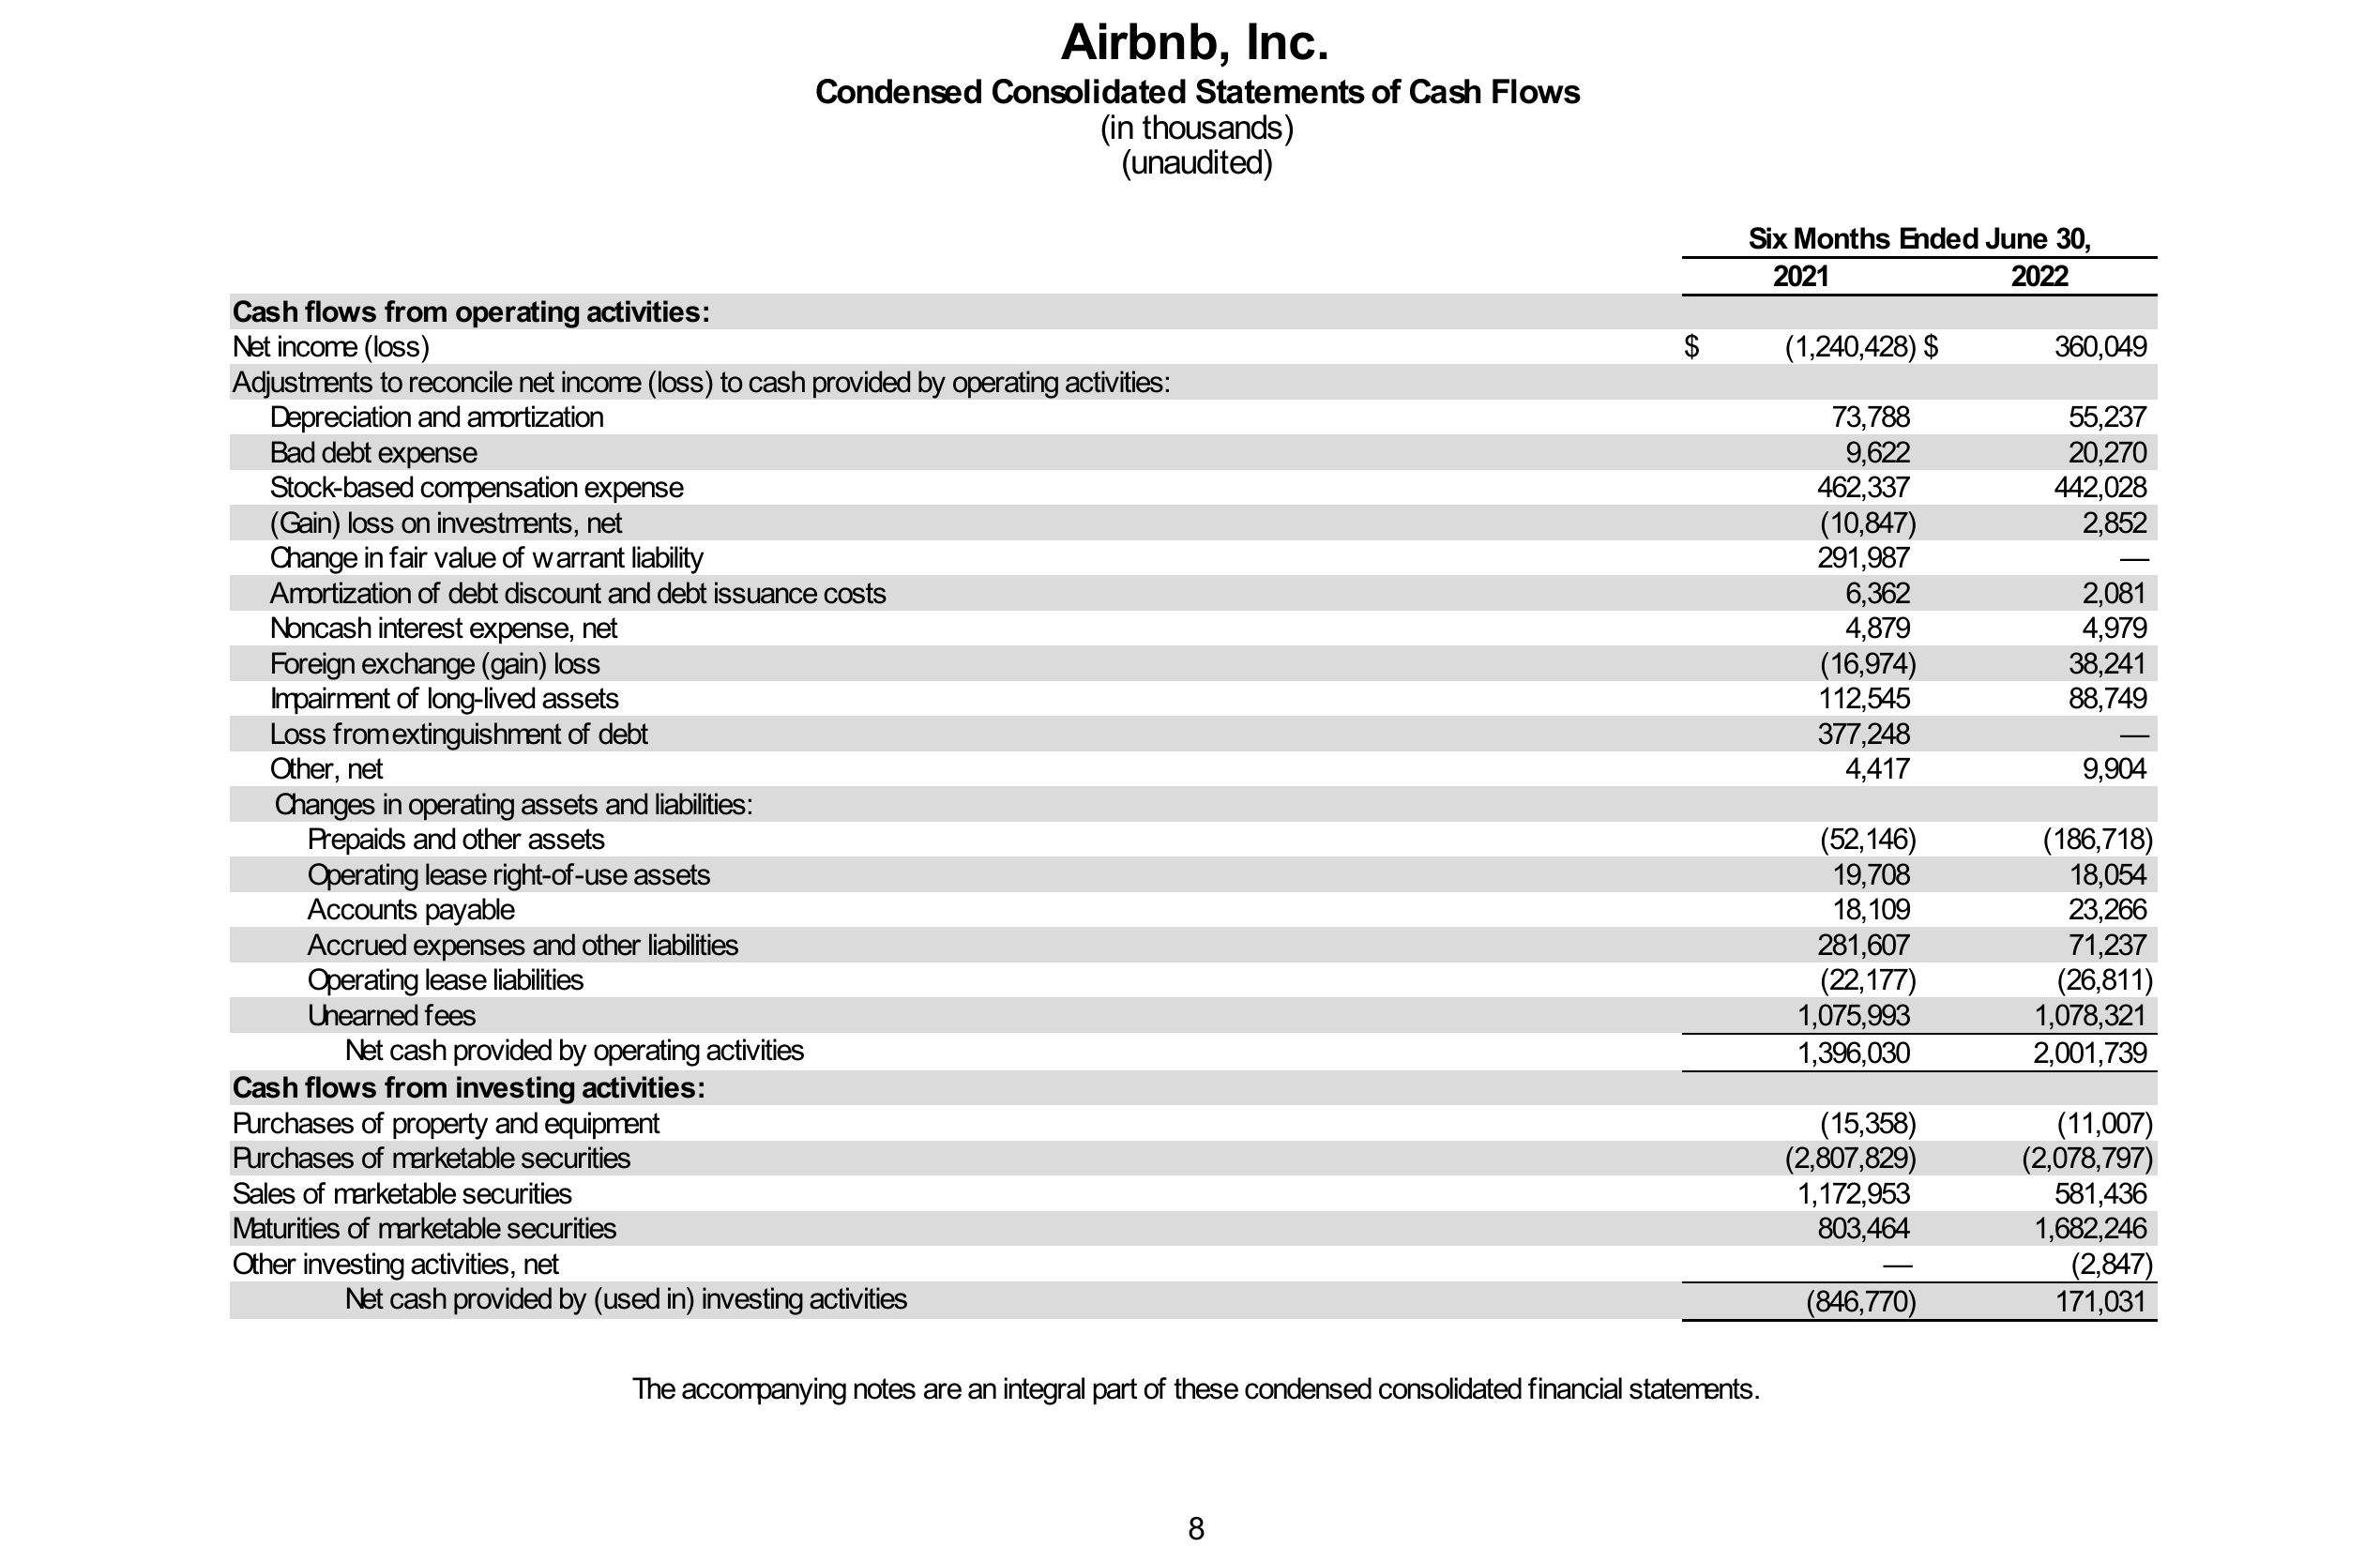 Airbnb, Inc.
Condensed Consolidated Statements of Cash Flows
(in thousands)
(unaudited)
Six Months Ended June 30,
2021 2022
Cash flows from operating activities:
Net income (loss) $ (1,240,428) $ 360,049
Adjustments to reconcile net income (loss) to cash provided by operating activities:
Depreciation and amortization 73,788 55,237
Bad debt expense 9,622 20,270
Stock-based compensation expense 462,337 442,028
(Gain) loss on investments, net (10,847) 2,852
Change in fair value of warrant liability 291,987 —
Amortization of debt discount and debt issuance costs 6,362 2,081
Noncash interest expense, net 4,879 4,979
Foreign exchange (gain) loss (16,974) 38,241
Impairment of long-lived assets 112,545 88,749
Loss from extinguishment of debt 377,248 —
Other, net 4,417 9,904
Changes in operating assets and liabilities:
Prepaids and other assets (52,146) (186,718)
Operating lease right-of-use assets 19,708 18,054
Accounts payable 18,109 23,266
Accrued expenses and other liabilities 281,607 71,237
Operating lease liabilities (22,177) (26,811)
Unearned fees 1,075,993 1,078,321
Net cash provided by operating activities 1,396,030 2,001,739
Cash flows from investing activities:
Purchases of property and equipment (15,358) (11,007)
Purchases of marketable securities (2,807,829) (2,078,797)
Sales of marketable securities 1,172,953 581,436
Maturities of marketable securities 803,464 1,682,246
Other investing activities, net — (2,847)
Net cash provided by (used in) investing activities (846,770) 171,031
The accompanying notes are an integral part of these condensed consolidated financial statements.
8